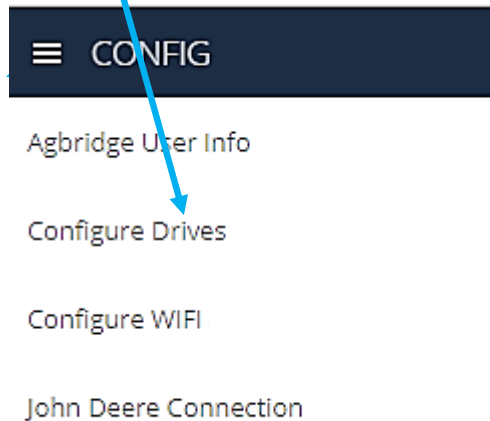 CONFIG
Agbridge User Info
Configure Drives
Configure WIFI
John Deere Connection